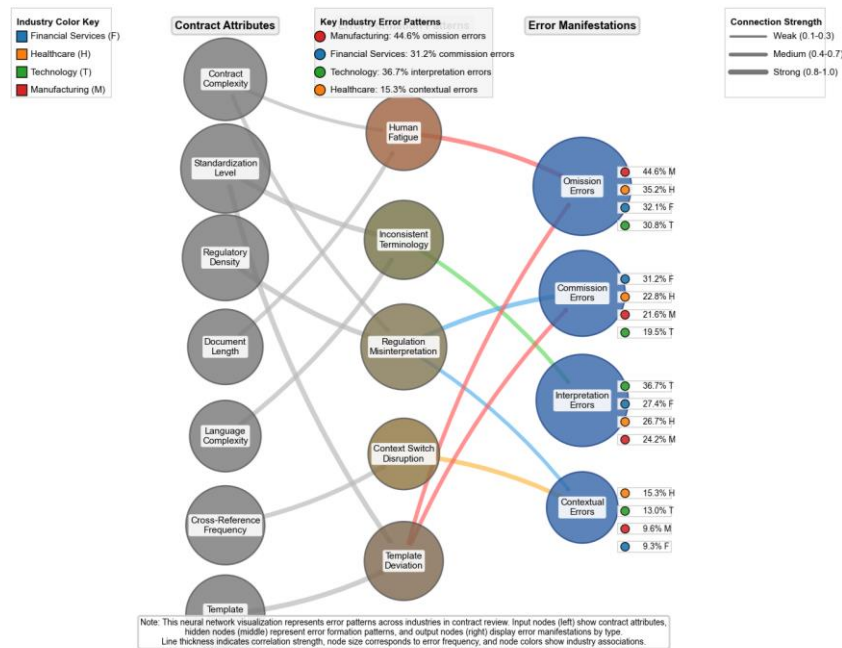 Industry Color Key
Financial Services (F)
Healthcare (H)
Technology (T)
Manufacturing (M)
Contract Attributes
Key Industry Error Patterns
Manufacturing: 44.6% omission errors
Financial Services: 31.2% commission errors
Technology: 36.7% interpretation errors
Healthcare: 15.3% contextual errors
Error Manifestations
Connection Strength
Weak (0.1-0.3)
Medium (0.4-0.7)
Strong (0.8-1.0)
Contract
Complexity
Standardization
Level
Regulatory
Density
Document
Length
Language
Complexity
Cross-Reference
Frequency
Template
Human
Fatigue
Inconsistent
Terminology
Regulation
Misinterpretation
Context Switch
Disruption
Template
Deviation
Omission
Errors
44.6% M
35.2% H
32.1% F
30.8% T
Commission
Errors
31.2% F
22.8% H
21.6% M
19.5% T
Interpretation
Errors
36.7% T
27.4% F
26.7% H
24.2% M
Contextual
Errors
15.3% H
13.0% T
9.6% M
9.3% F
Note: This neural network visualization represents error patterns across industries in contract review. Input nodes (left) show contract attributes,
hidden nodes (middle) represent error formation patterns, and output nodes (right) display error manifestations by type.
Line thickness indicates correlation strength, node size corresponds to error frequency, and node colors show industry associations.